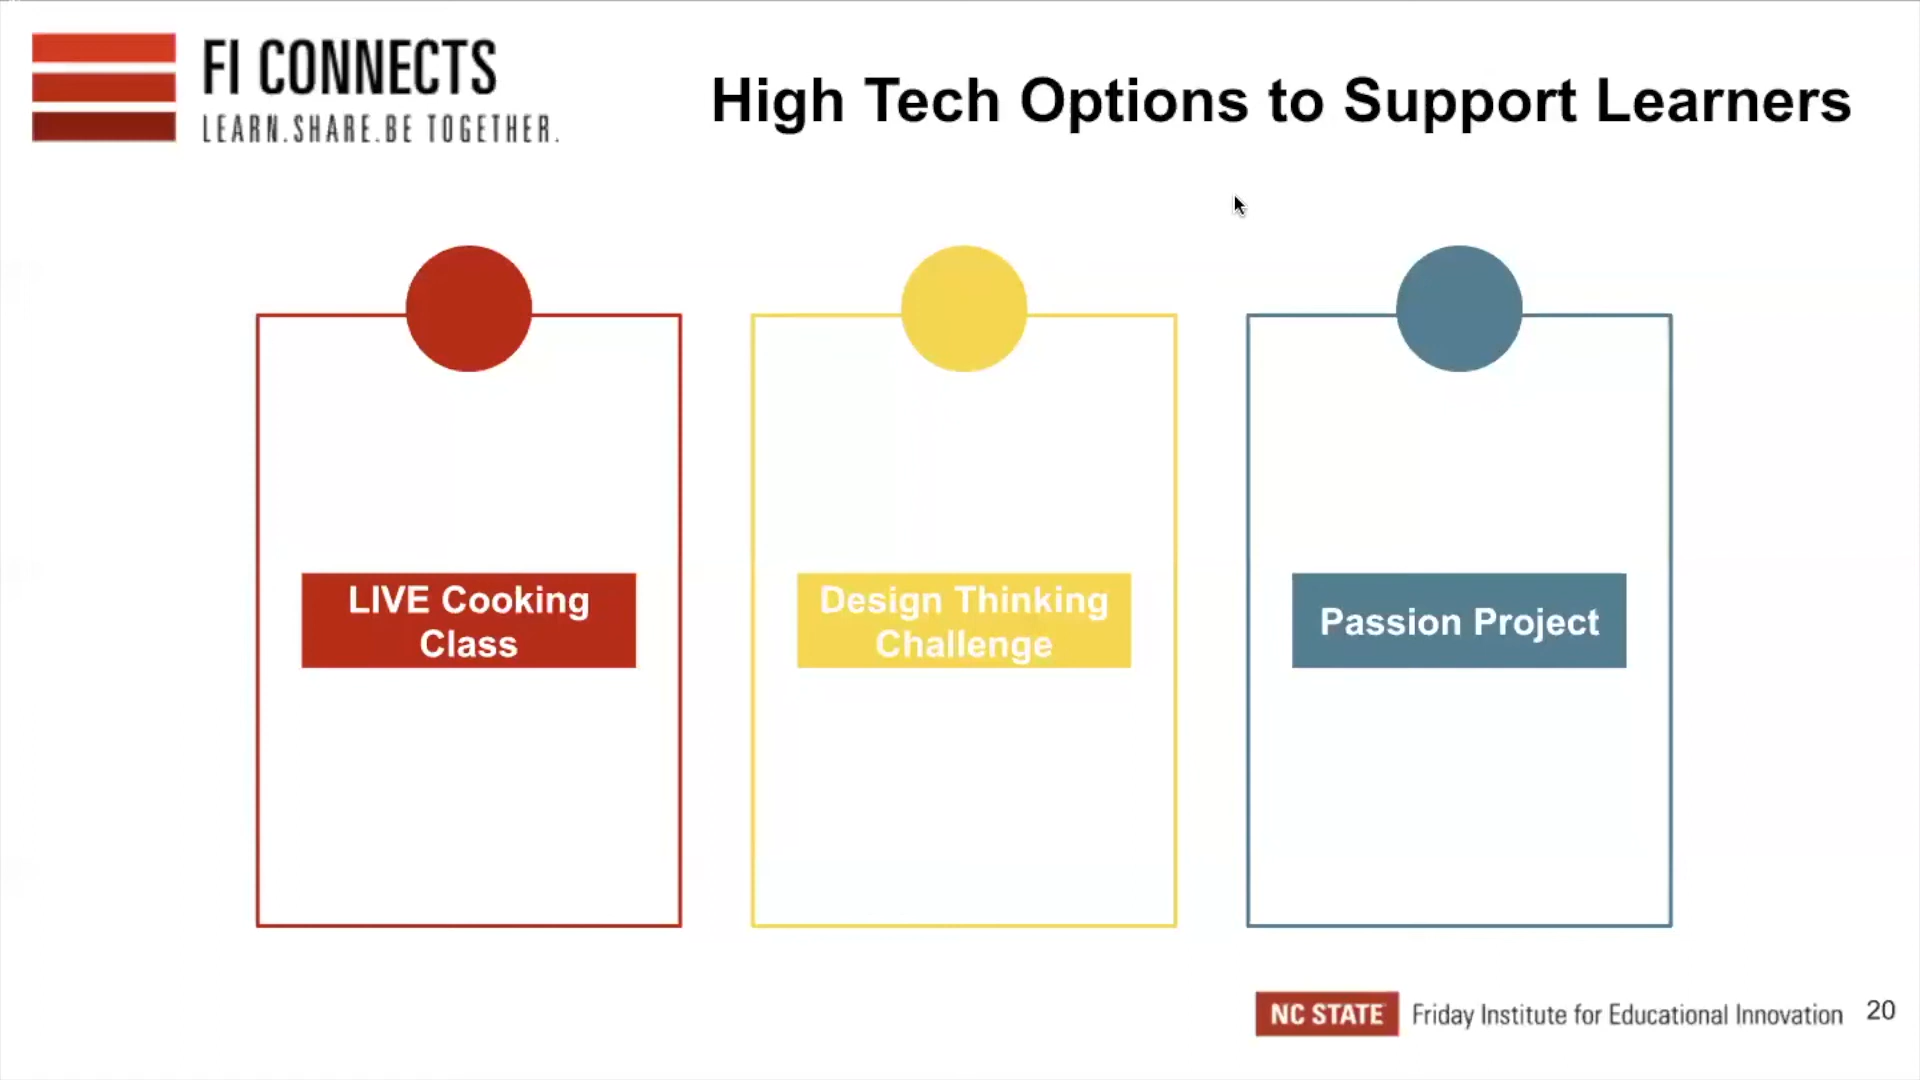 FI CONNECTS
LEARN.SHARE.BE TOGETHER.
High Tech Options to Support Learners
LIVE Cooking
Class
Design Thinking
Challenge
Passion Project
NC STATE Friday Institute for Educational Innovation 20